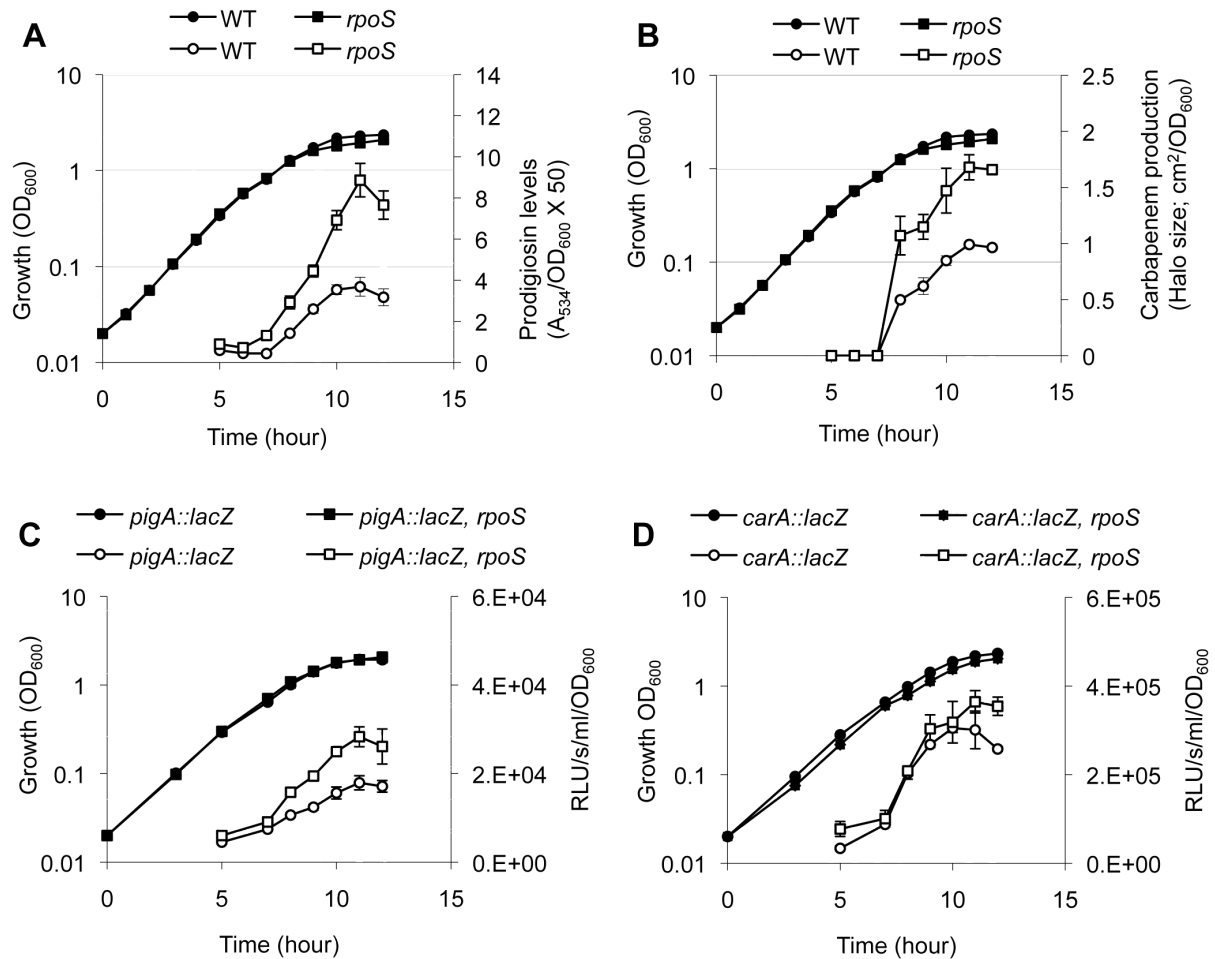 A
WT rpoS
WT rpoS
10
1
0.1
0.01
Growth (OD600)
14
12
10
8
6
4
2
0
Prodigiosin levels
(A534/OD600 X 50)
0 5 10 15
Time (hour)
B
WT rpoS
WT rpoS
10
1
0.1
0.01
Growth (OD600)
2.5
2
1.5
1
0.5
0
Carbapenem production
(Halo size; cm2/OD600)
0 5 10 15
Time (hour)
C
pigA::lacZ pigA::lacZ, rpoS
pigA::lacZ pigA::lacZ, rpoS
10
1
0.1
0.01
Growth (OD600)
6.E+04
4.E+04
2.E+04
0.E+00
RLU/s/ml/OD600
0 5 10 15
Time (hour)
D
carA::lacZ carA::lacZ, rpoS
carA::lacZ carA::lacZ, rpoS
10
1
0.1
0.01
Growth OD600
6.E+05
4.E+05
2.E+05
0.E+00
RLU/s/ml/OD600
0 5 10 15
Time (hour)